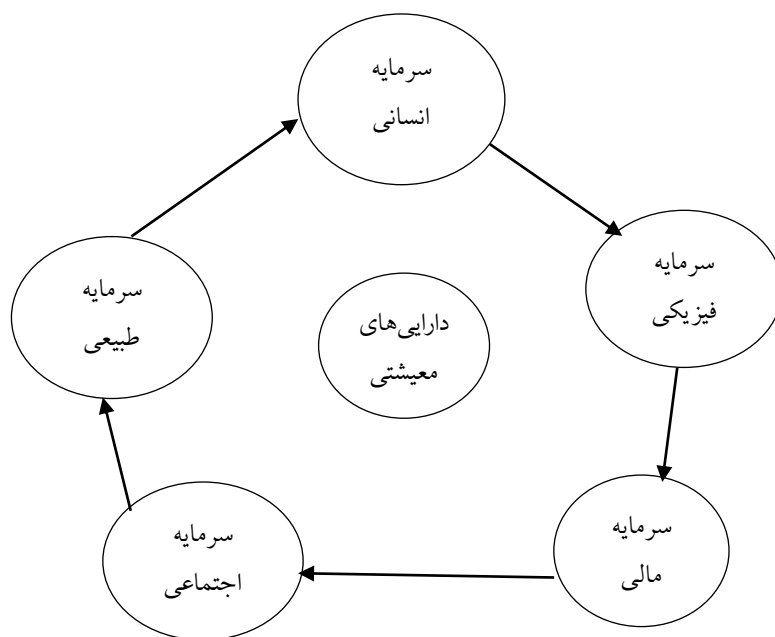 سرمایه
انسانی
سرمایه
فیزیکی
سرمایه
طبیعی
دارایی‌های
معیشتی
سرمایه
مالی
سرمایه
اجتماعی